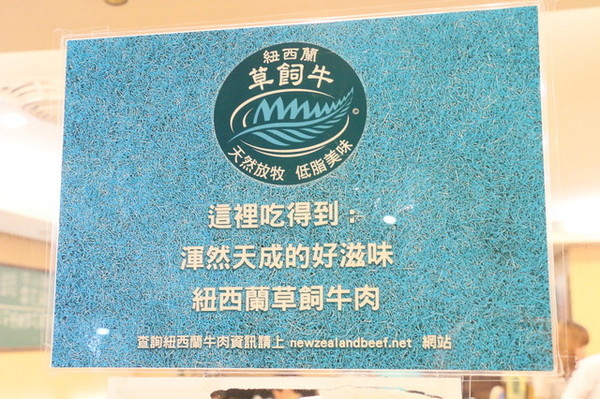 紐西蘭
草飼牛
天然放牧 低脂美味
這裡吃得到：
渾然天成的好滋味
紐西蘭草飼牛肉
查詢紐西蘭牛肉資訊請上 newzealandbeef.net 網站